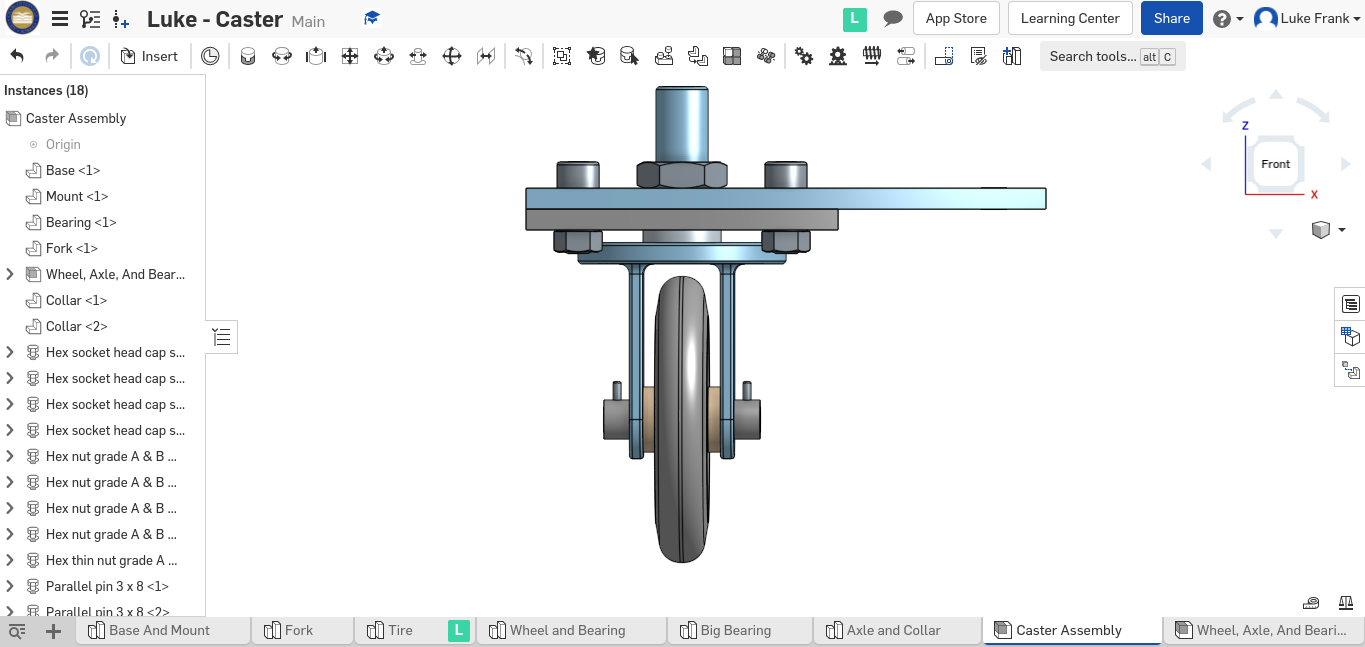 Luke - Caster Main
L
App Store
Learning Center
Share
Luke Frank
Insert
Search tools... alt C
Instances (18)
Caster Assembly
Origin
Base <1>
Mount <1>
Bearing <1>
Fork <1>
Wheel, Axle, And Bear...
Collar <1>
Collar <2>
Hex socket head cap s...
Hex socket head cap s...
Hex socket head cap s...
Hex socket head cap s...
Hex nut grade A & B ...
Hex nut grade A & B ...
Hex nut grade A & B ...
Hex nut grade A & B ...
Hex thin nut grade A ...
Parallel pin 3 x 8 <1>
Parallel pin 3 x 8 <2>
Z
Front
X
Base And Mount
Fork
Tire
L
Wheel and Bearing
Big Bearing
Axle and Collar
Caster Assembly
Wheel, Axle, And Beari...